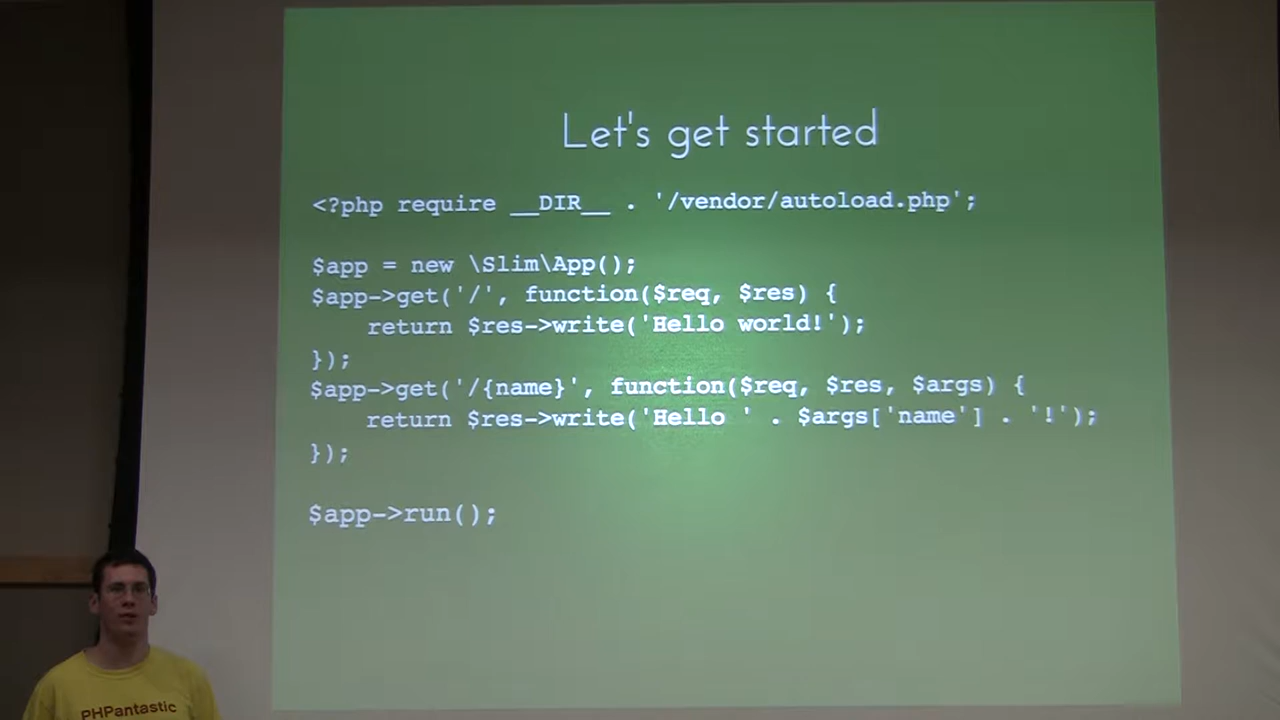 Let's get started
<?php require __DIR__ . '/vendor/autoload.php';
$app = new \Slim\App();
$app->get('/', function($req, $res) {
    return $res->write('Hello world!');
});
$app->get('/{name}', function($req, $res, $args) {
    return $res->write('Hello ' . $args['name'] . '!');
});
$app->run();
PHPantastic